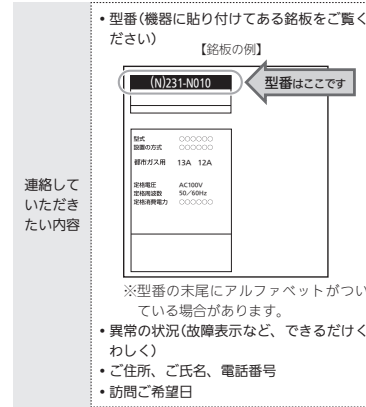 連絡して
いただき
たい内容
•型番(機器に貼り付けてある銘板をご覧く
ださい)
【銘板の例】
(N)231-N010
型番はここです
型式 ○○○○○○
設置の方式 ○○○○○○
都市ガス用 13A 12A
定格電圧 AC100V
定格周波数 50/60Hz
定格消費電力 ○○○○○○
※型番の末尾にアルファベットがつい
ている場合があります。
•異常の状況(故障表示など、できるだけく
わしく)
•ご住所、ご氏名、電話番号
•訪問ご希望日